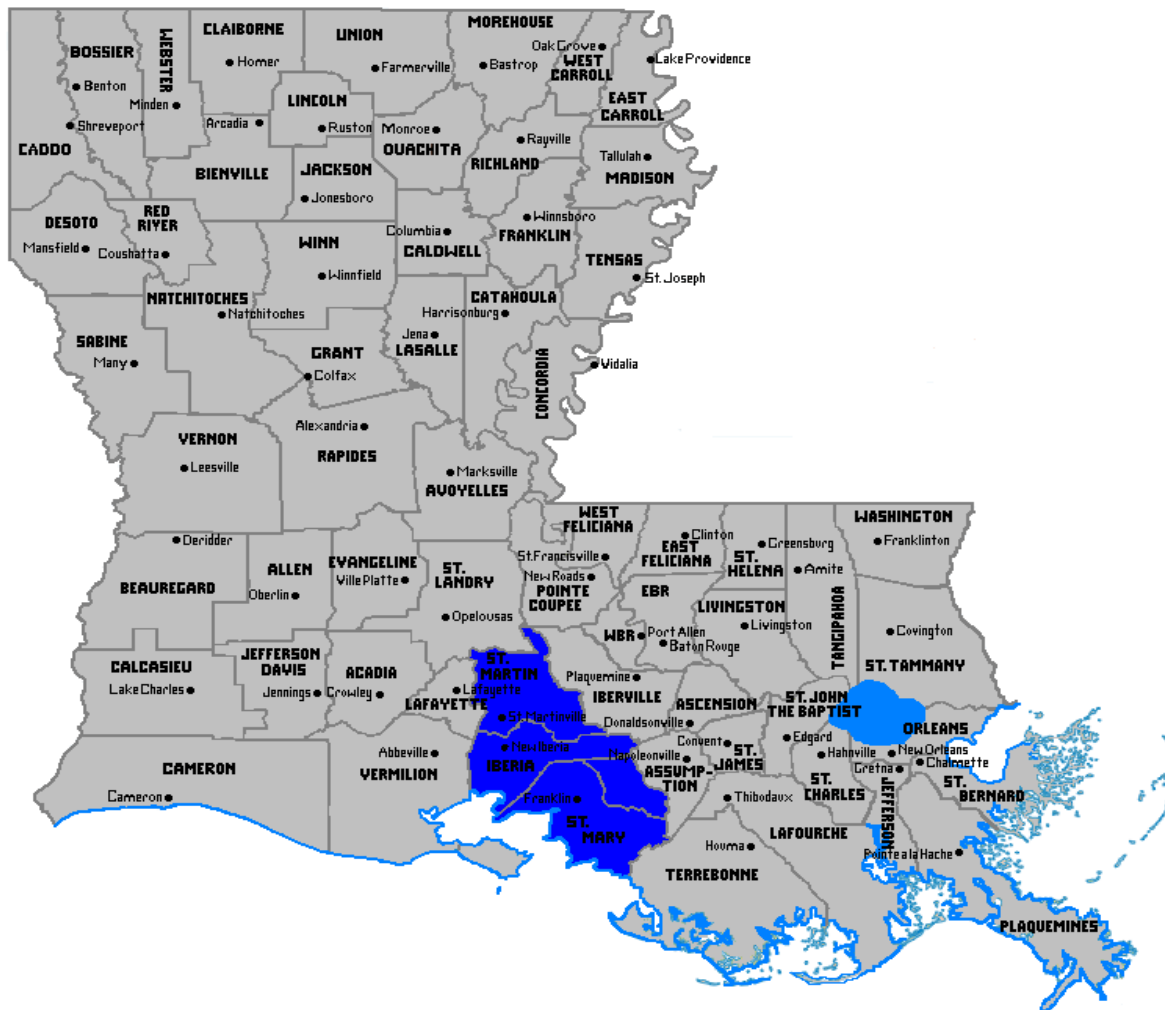 MOREHOUSE
CLAIBORNE
UNION
BOSSIER
WEBSTER
Oak Grove
WEST
CARROLL
Homer
Farmerville
Bastrop
Lake Providence
Benton
Minden
LINCOLN
EAST
CARROLL
Shreveport
Arcadia
Ruston
Monroe
Rayville
CADDO
OUACHITA
RICHLAND
Tallulah
BIENVILLE
JACKSON
MADISON
Jonesboro
RED
RIVER
DESOTO
Winnsboro
Columbia
FRANKLIN
WINN
CALDWELL
Mansfield
Coushatta
TENSAS
Winnfield
St. Joseph
NATCHITOCHES
CATAHOULA
Natchitoches
Harrisonburg
SABINE
Jena
LASALLE
GRANT
Many
Vidalia
Colfax
CONCORDIA
Alexandria
VERNON
RAPIDES
Leesville
Marksville
AVOYELLES
WEST
FELICIANA
WASHINGTON
Deridder
Clinton
Greensburg
Franklinton
EAST
FELICIANA
ST.
HELENA
EVANGELINE
St. Francisville
ALLEN
ST.
LANDRY
Amite
BEAUREGARD
Ville Platte
New Roads
POINTE
COUPEE
Oberlin
EBR
LIVINGSTON
Opelousas
TANGIPAHOA
WBR
Port Allen
Livingston
Covington
Baton Rouge
JEFFERSON
DAVIS
ST.
MARTIN
CALCASIEU
ACADIA
ST. TAMMANY
Plaquemine
Lake Charles
Jennings
Crowley
Lafayette
LAFAYETTE
IBERVILLE
ASCENSION
ST. JOHN
THE BAPTIST
St. Martinville
Donaldsonville
ORLEANS
Convent
Edgard
New Iberia
IBERIA
Abbeville
Napoleonville
Hahnville
New Orleans
Chalmette
CAMERON
VERMILION
ASSUMP-
TION
ST.
JAMES
Gretna
Cameron
Franklin
Thibodaux
ST.
CHARLES
JEFFERSON
ST.
BERNARD
ST.
MARY
LAFOURCHE
Houma
Pointe a la Hache
TERREBONNE
PLAQUEMINES